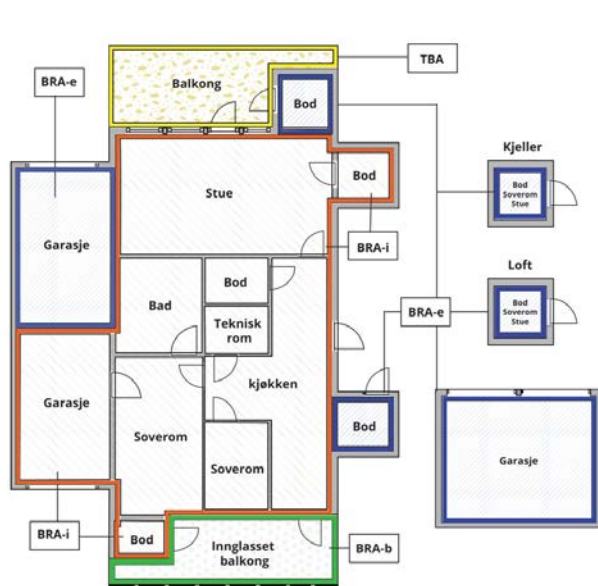 TBA
BRA-e
Balkong
Bod
Kjeller
Stue
Bod
Bod
Soverom
Stue
Garasje
BRA-i
Loft
Bod
Bad
Bod
Soverom
Stue
BRA-e
Teknisk
rom
Garasje
kjøkken
Bod
Soverom
Soverom
Garasje
BRA-i
Bod
Innglasset
balkong
BRA-b